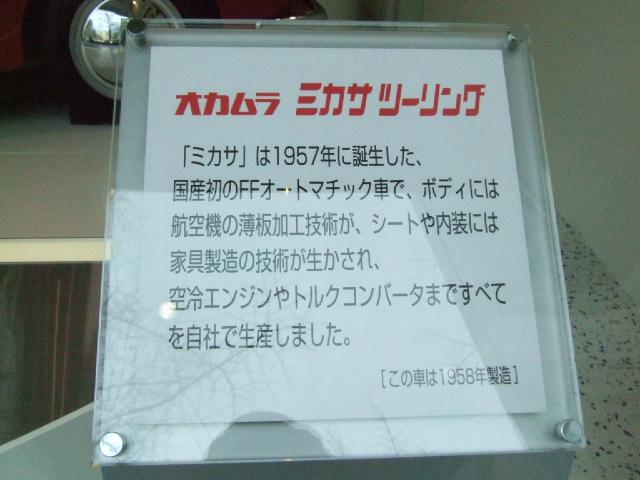 オカムラ ミカサ ツーリング
「ミカサ」は1957年に誕生した、
国産初のFFオートマチック車で、ボディには
航空機の薄板加工技術が、シートや内装には
家具製造の技術が生かされ、
空冷エンジンやトルクコンバータまですべて
を自社で生産しました。
[この車は1958年製造]